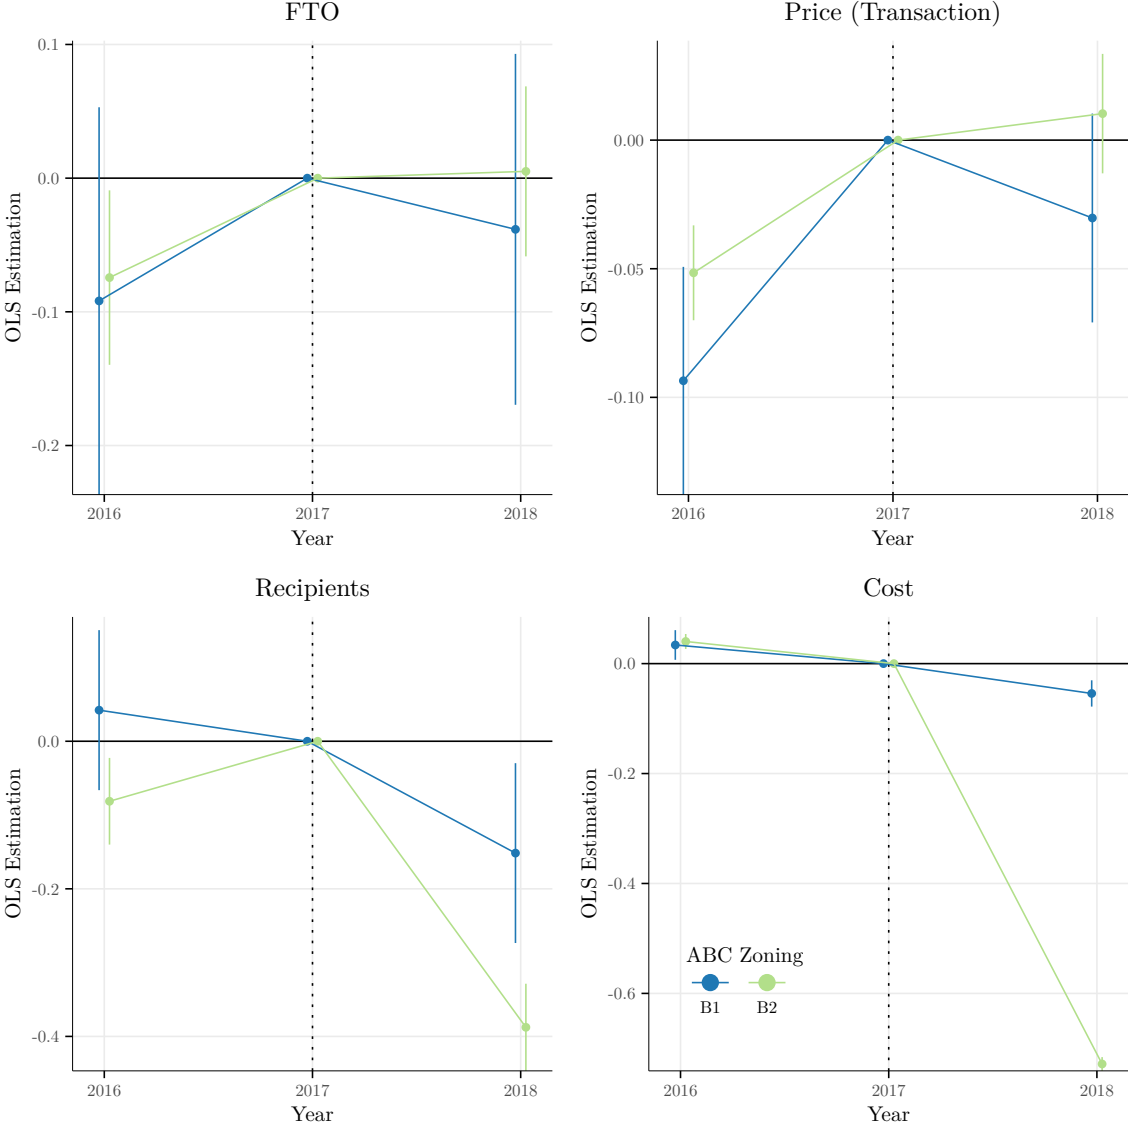 FTO
OLS Estimation
0.1
0.0
-0.1
-0.2
2016 2017 2018
Year
Price (Transaction)
OLS Estimation
0.00
-0.05
-0.10
2016 2017 2018
Year
Recipients
OLS Estimation
0.0
-0.2
-0.4
2016 2017 2018
Year
Cost
OLS Estimation
0.0
-0.2
-0.4
-0.6
ABC Zoning
B1 B2
2016 2017 2018
Year